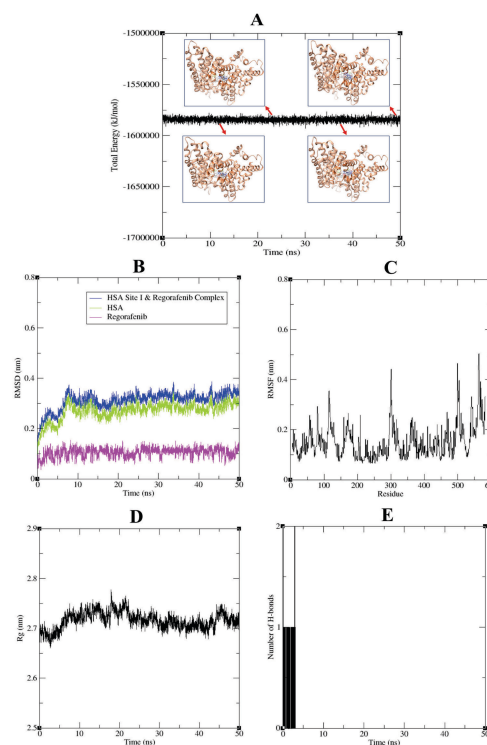 A
-1500000
-1550000
-1600000
-1650000
-1700000
Total Energy (kJ/mol)
0 10 20 30 40 50
Time (ns)
B
HSA Site I & Regorafenib Complex
HSA
Regorafenib
0.8
0.6
0.4
0.2
0
RMSD (nm)
0 10 20 30 40 50
Time (ns)
C
0.8
0.6
0.4
0.2
0
RMSF (nm)
0 100 200 300 400 500
Residue
D
2.9
2.8
2.7
2.6
2.5
Rg (nm)
0 10 20 30 40 50
Time (ns)
E
2
1
0
Number of H-bonds
0 10 20 30 40 50
Time (ns)